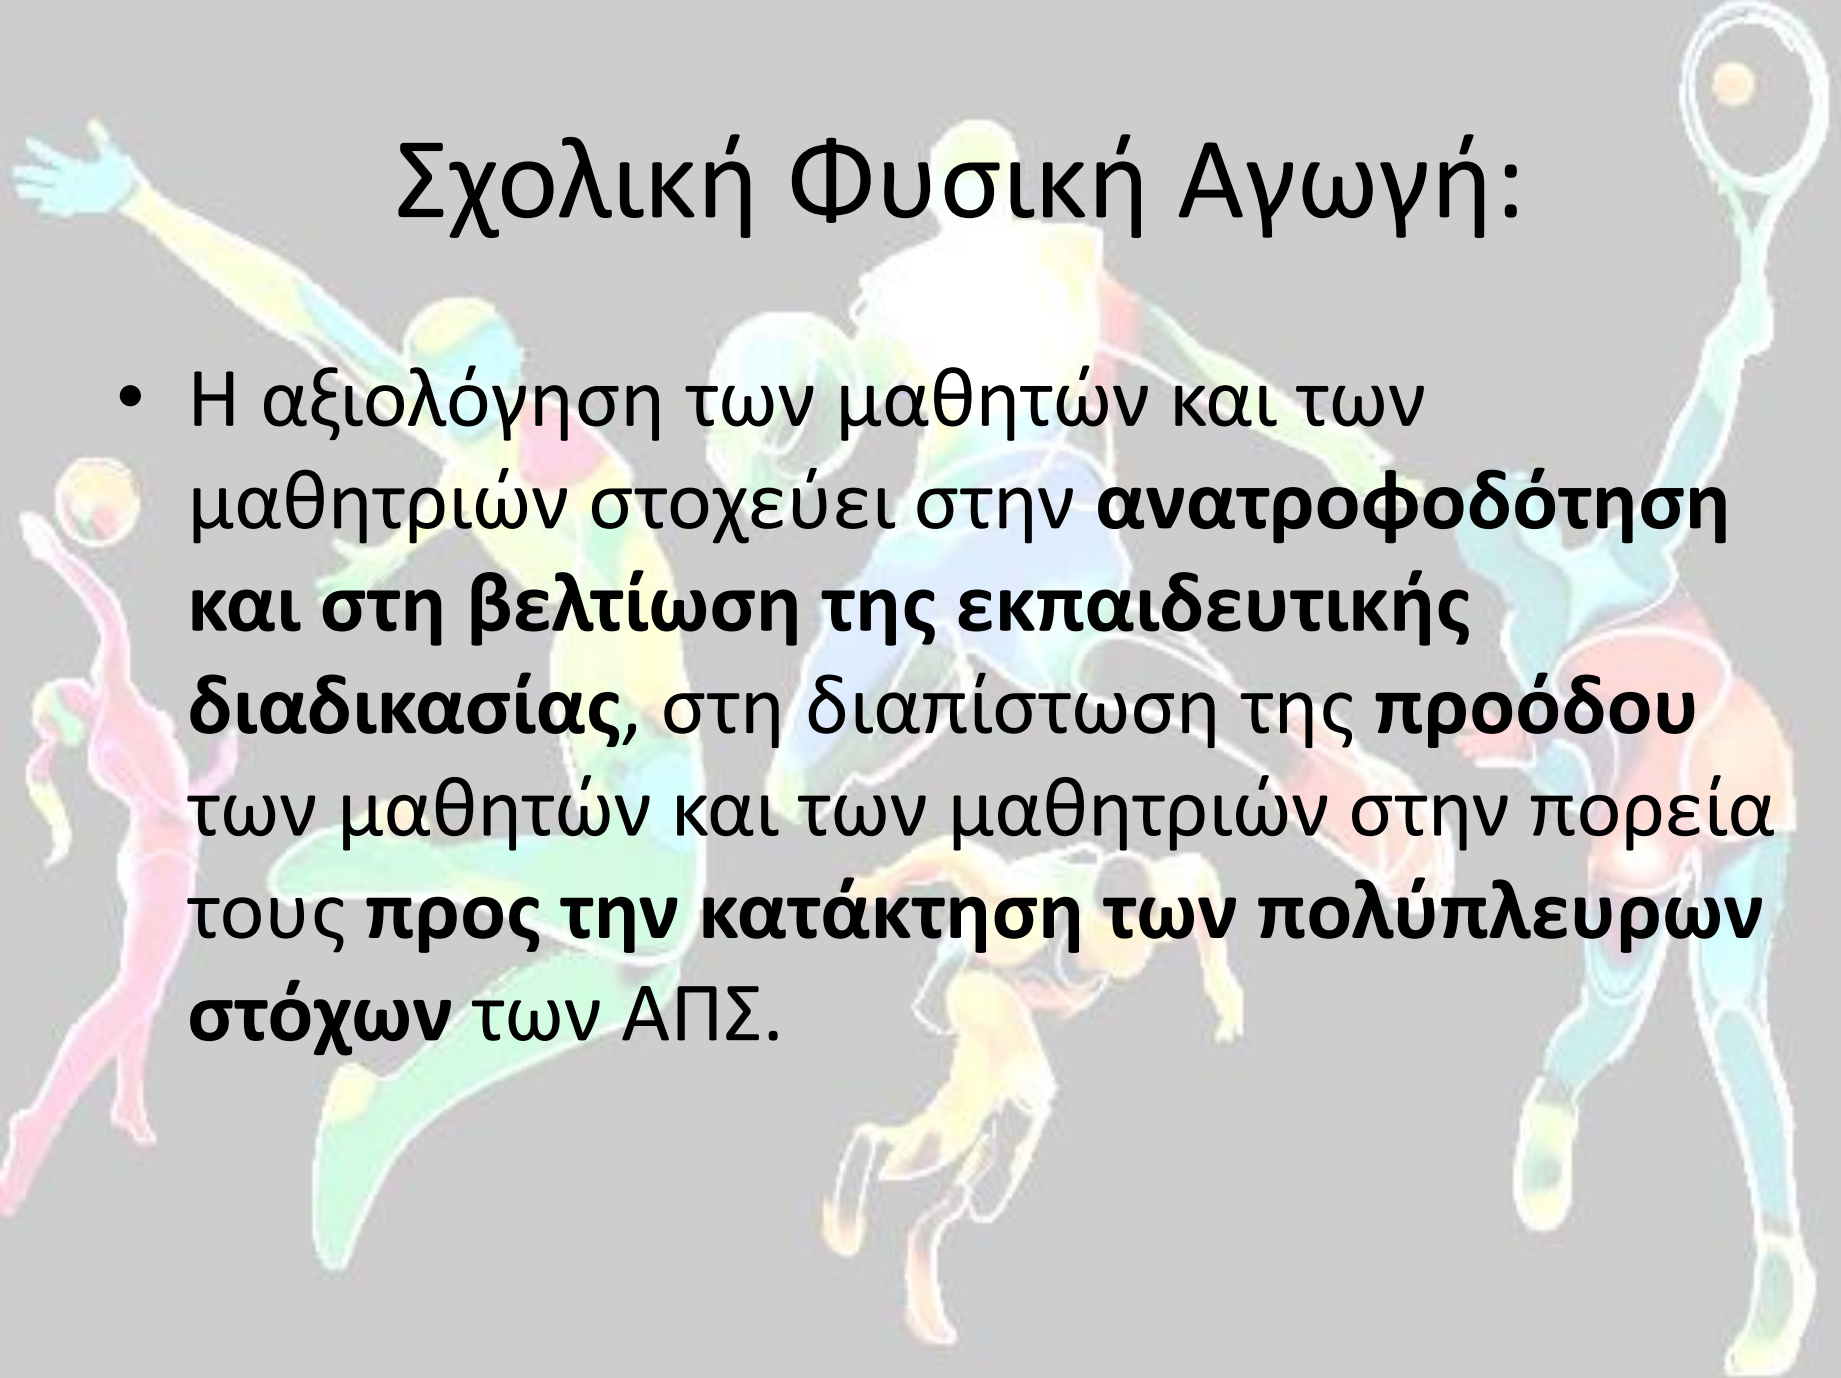 Σχολική Φυσική Αγωγή:
• Η αξιολόγηση των μαθητών και των
μαθητριών στοχεύει στην ανατροφοδότηση
και στη βελτίωση της εκπαιδευτικής
διαδικασίας, στη διαπίστωση της προόδου
των μαθητών και των μαθητριών στην πορεία
τους προς την κατάκτηση των πολύπλευρων
στόχων των ΑΠΣ.